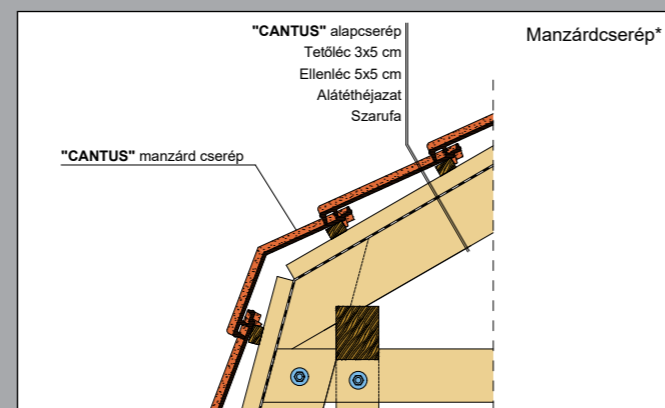 "CANTUS" alapcserép
Tetőléc 3x5 cm
Ellenléc 5x5 cm
Alátéthéjazat
Szarufa
Manzárdcserép*
"CANTUS" manzárd cserép